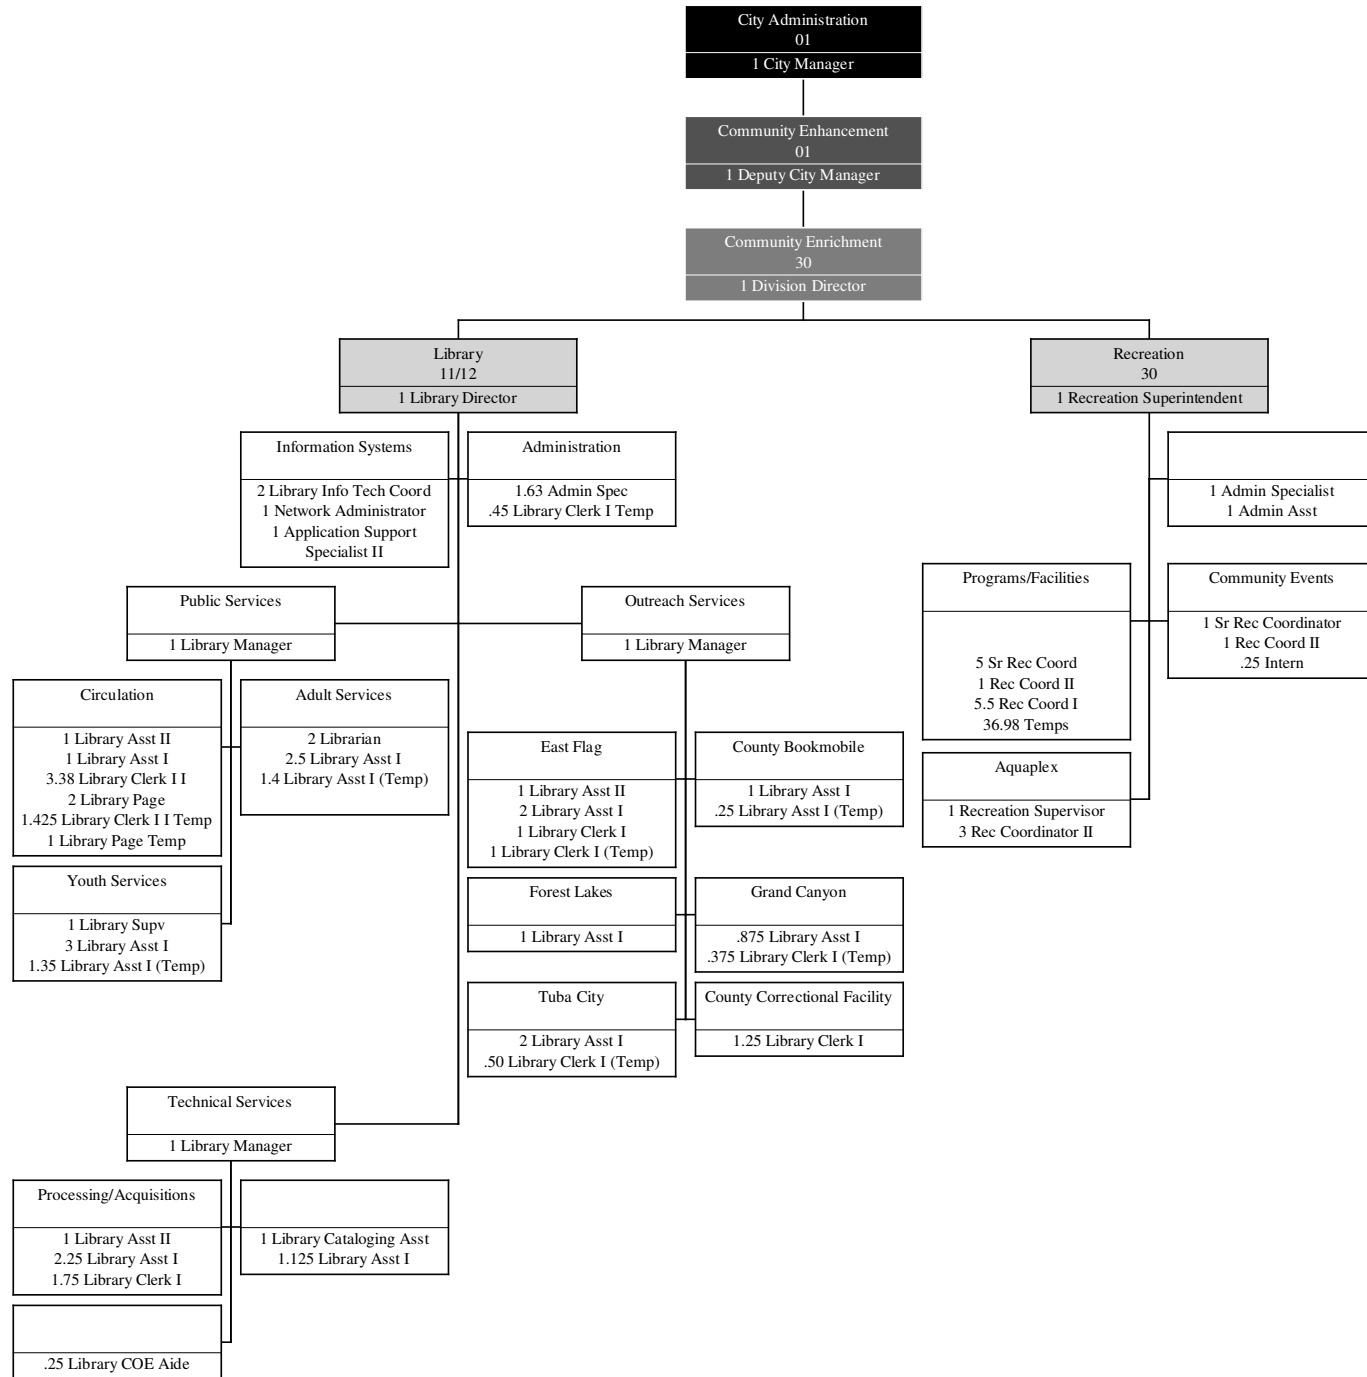 City Administration
01
1 City Manager
Community Enhancement
01
1 Deputy City Manager
Community Enrichment
30
1 Division Director
Library
11/12
1 Library Director
Recreation
30
1 Recreation Superintendent
Information Systems
2 Library Info Tech Coord
1 Network Administrator
1 Application Support
Specialist II
Administration
1.63 Admin Spec
.45 Library Clerk I Temp
1 Admin Specialist
1 Admin Asst
Programs/Facilities
5 Sr Rec Coord
1 Rec Coord II
5.5 Rec Coord I
36.98 Temps
Community Events
1 Sr Rec Coordinator
1 Rec Coord II
.25 Intern
Aquaplex
1 Recreation Supervisor
3 Rec Coordinator II
Public Services
1 Library Manager
Outreach Services
1 Library Manager
Circulation
1 Library Asst II
1 Library Asst I
3.38 Library Clerk I I
2 Library Page
1.425 Library Clerk I I Temp
1 Library Page Temp
Adult Services
2 Librarian
2.5 Library Asst I
1.4 Library Asst I (Temp)
Youth Services
1 Library Supv
3 Library Asst I
1.35 Library Asst I (Temp)
East Flag
1 Library Asst II
2 Library Asst I
1 Library Clerk I
1 Library Clerk I (Temp)
County Bookmobile
1 Library Asst I
.25 Library Asst I (Temp)
Forest Lakes
1 Library Asst I
Grand Canyon
.875 Library Asst I
.375 Library Clerk I (Temp)
Tuba City
2 Library Asst I
.50 Library Clerk I (Temp)
County Correctional Facility
1.25 Library Clerk I
Technical Services
1 Library Manager
Processing/Acquisitions
1 Library Asst II
2.25 Library Asst I
1.75 Library Clerk I
1 Library Cataloging Asst
1.125 Library Asst I
.25 Library COE Aide